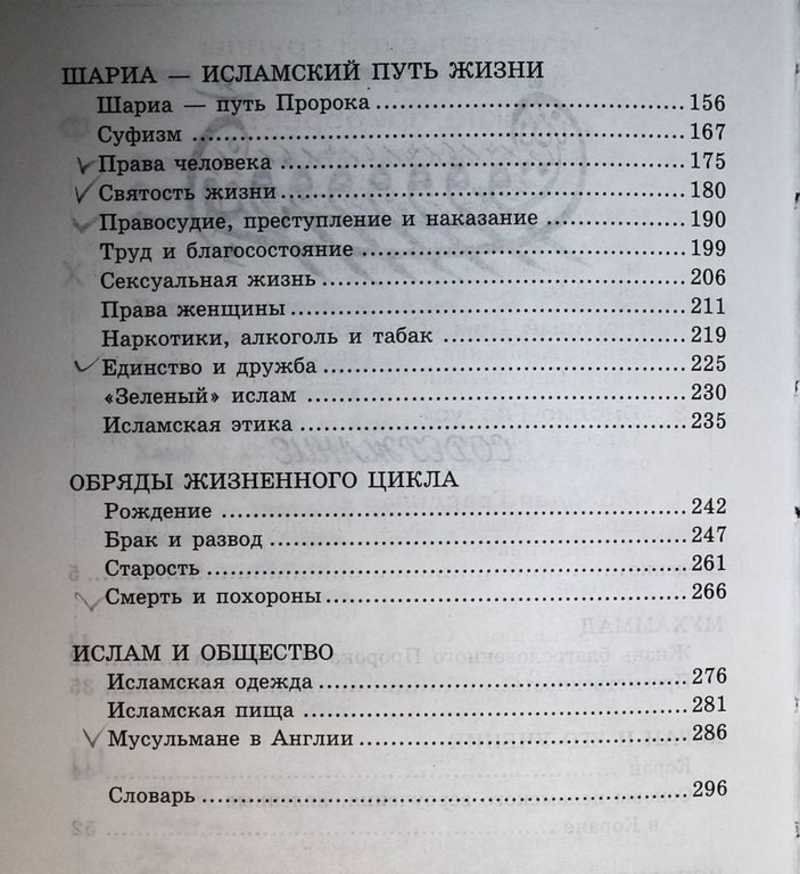 ШАРИА — ИСЛАМСКИЙ ПУТЬ ЖИЗНИ
Шариа — путь Пророка.......................................156
Суфизм ..............................................................167
Права человека ...................................................175
Святость жизни...................................................180
Правосудие, преступление и наказание ..................190
Труд и благосостояние .........................................199
Сексуальная жизнь..............................................206
Права женщины..................................................211
Наркотики, алкоголь и табак ...............................219
Единство и дружба..............................................225
«Зеленый» ислам ................................................230
Исламская этика.................................................235
ОБРЯДЫ ЖИЗНЕННОГО ЦИКЛА
Рождение ...........................................................242
Брак и развод.....................................................247
Старость.............................................................261
Смерть и похороны..............................................266
ИСЛАМ И ОБЩЕСТВО
Исламская одежда...............................................276
Исламская пища .................................................281
Мусульмане в Англии..........................................286
Словарь..............................................................296